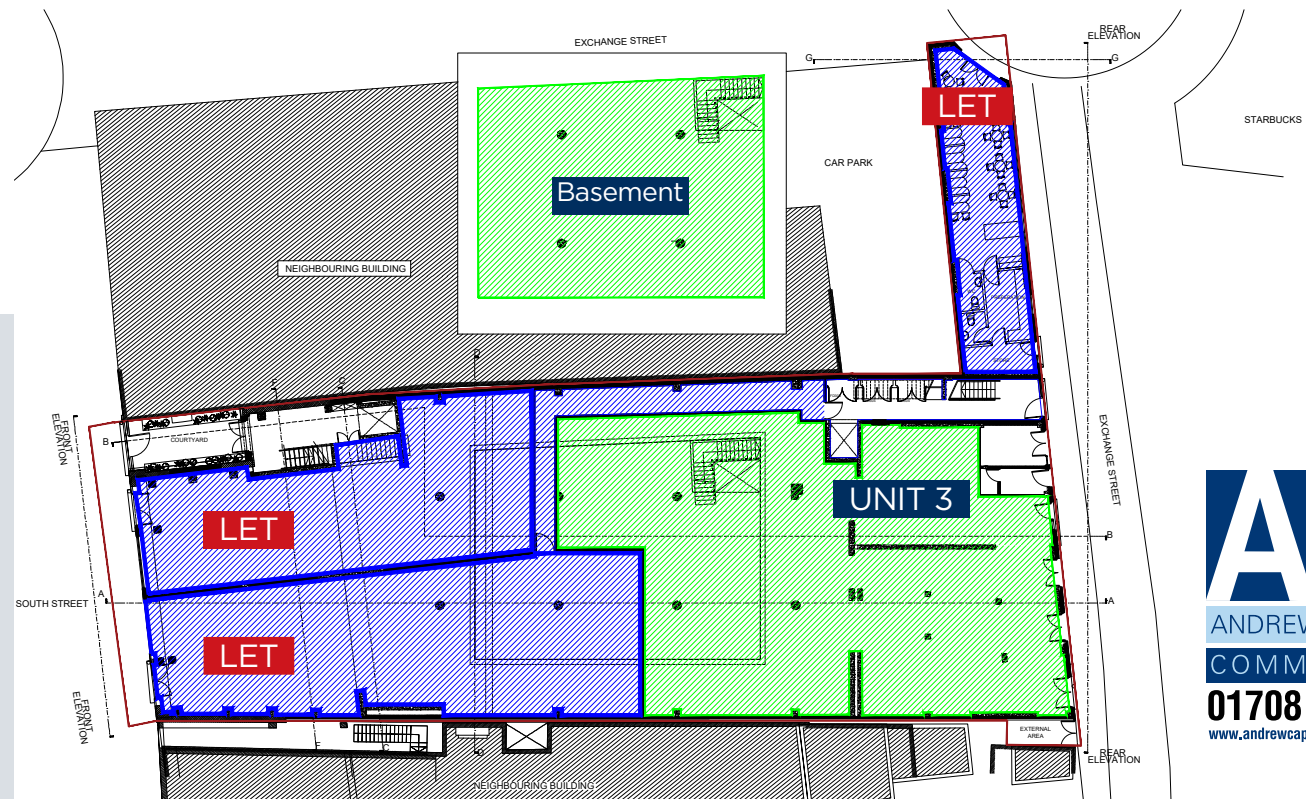 EXCHANGE STREET
REAR
ELEVATION
G
G
LET
STARBUCKS
CAR PARK
Basement
NEIGHBOURING BUILDING
FRONT
ELEVATION
B
COURTYARD
EXCHANGE STREET
UNIT 3
LET
B
SOUTH STREET
A
A
LET
FRONT
ELEVATION
F
C
D
EXTERNAL
AREA
REAR
ELEVATION
NEIGHBOURING BUILDING
A
ANDREW
COMM
01708
www.andrewcap